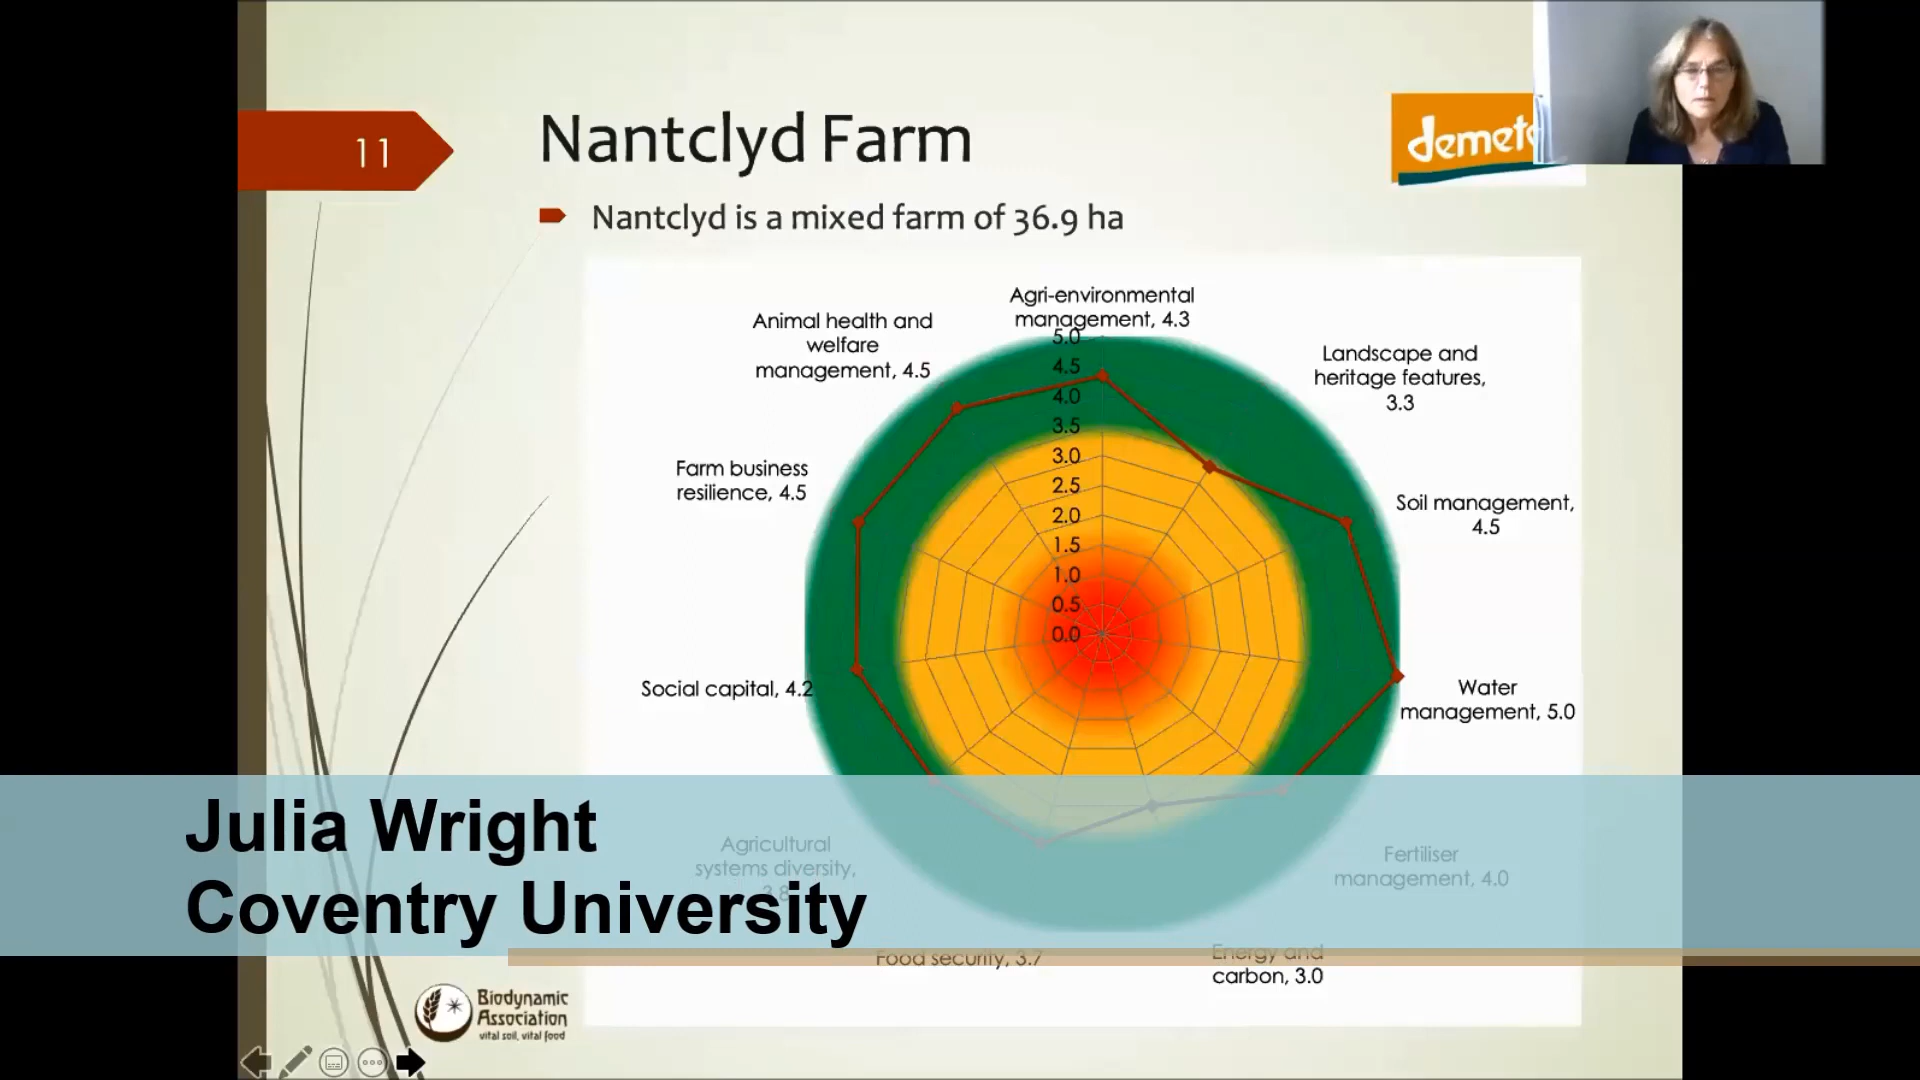 11
Nantclyd Farm
demete
Nantclyd is a mixed farm of 36.9 ha
Agri-environmental
management, 4.3
Animal health and
welfare
management, 4.5
Landscape and
heritage features,
3.3
5.0
4.5
4.0
3.5
3.0
2.5
2.0
1.5
1.0
0.5
0.0
Farm business
resilience, 4.5
Soil management,
4.5
Social capital, 4.2
Water
management, 5.0
Agricultural
systems diversity,
3.8
Fertiliser
management, 4.0
Food security, 3.7
Energy and
carbon, 3.0
Julia Wright
Coventry University
Biodynamic
Association
vital soil, vital food